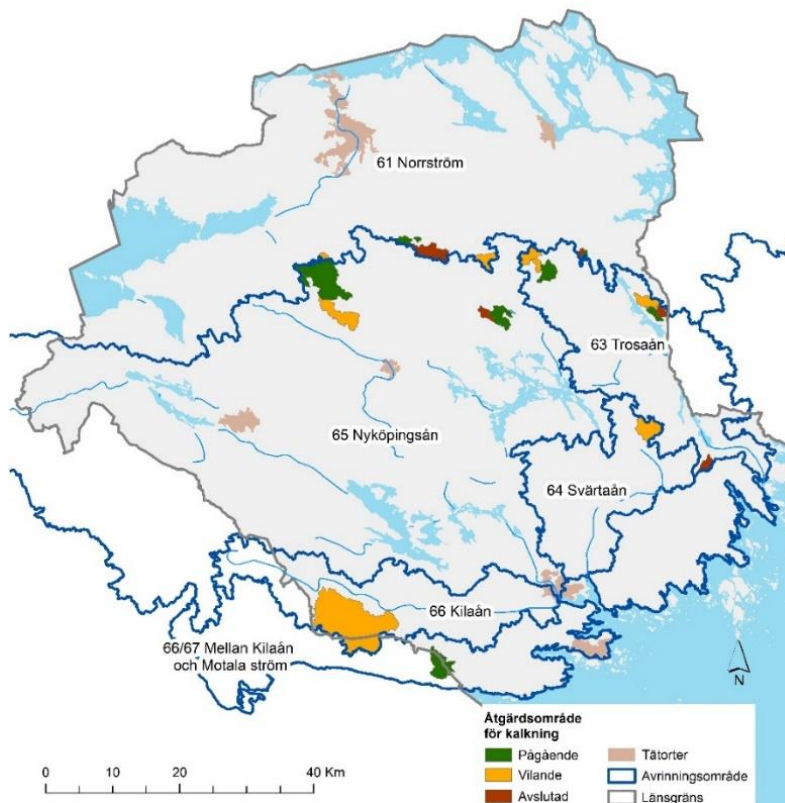 61 Norrström
63 Trosaån
65 Nyköpingsån
64 Svärtaån
66 Kilaån
66/67 Mellan Kilaån
och Motala ström
N
Åtgärdsområde
för kalkning
Pågående
Vilande
Avslutad
Tätorter
Avrinningsområde
Länsgräns
0 10 20 40 Km